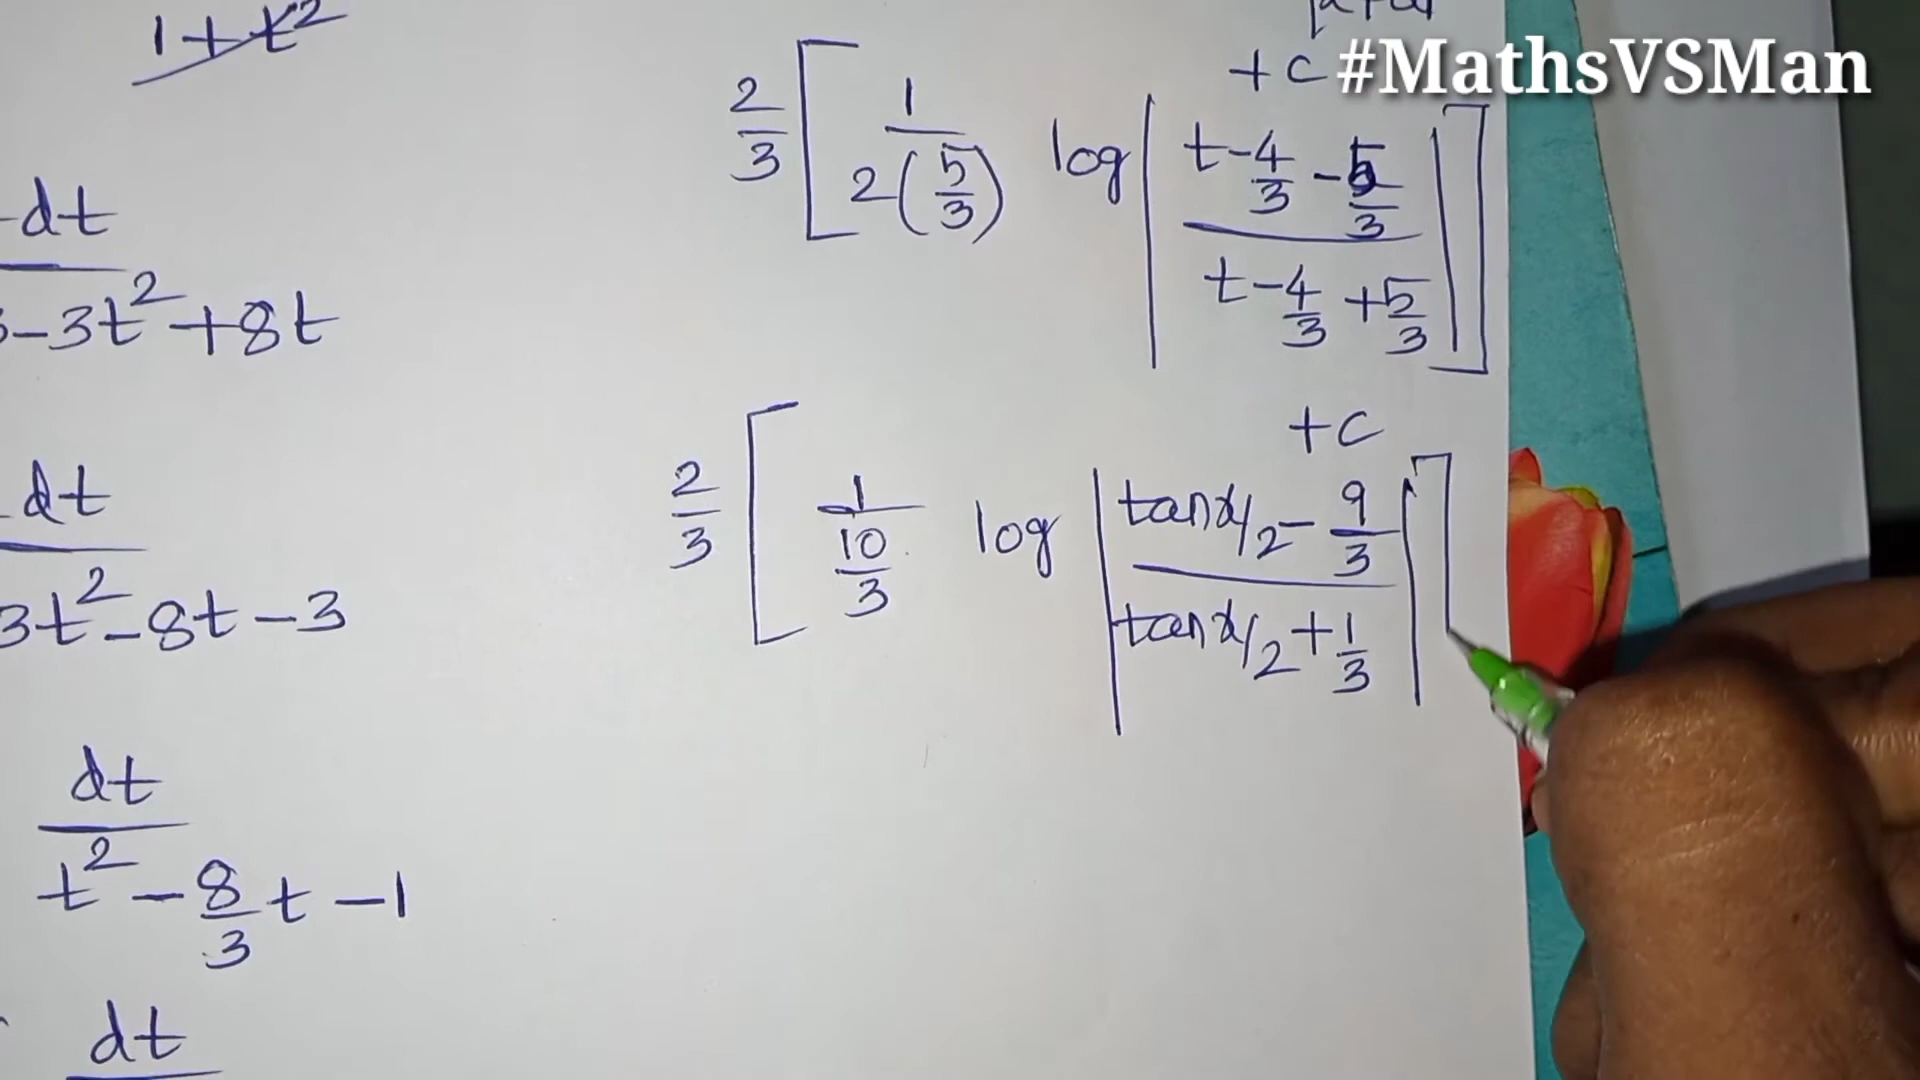 1+t²
dt
-3t²+8t
dt
3t²-8t-3
dt
t²-8/3 t-1
dt
+c
#MathsVSMan
2/3 [ 1/2(5/3) log | t-4/3-5/3 / t-4/3+5/3 | ]
+c
2/3 [ 1/10/3 log | tanx/2-9/3 / tanx/2+1/3 | ]